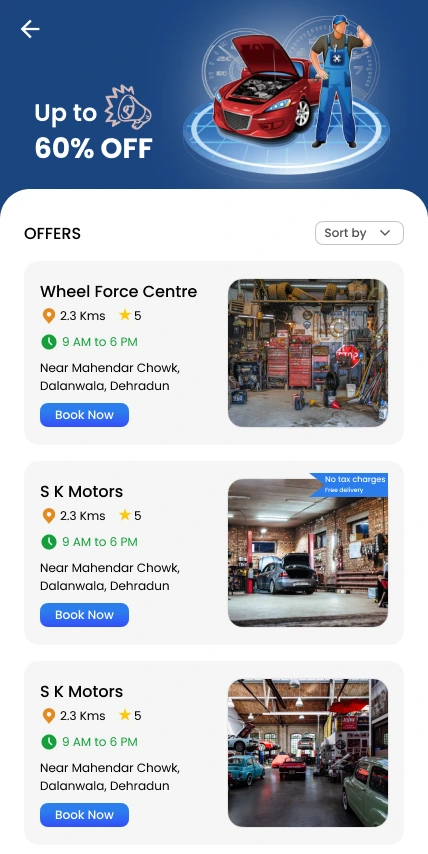 Up to
60% OFF
OFFERS
Sort by
Wheel Force Centre
2.3 Kms
5
9 AM to 6 PM
Near Mahendar Chowk,
Dalanwala, Dehradun
Book Now
S K Motors
No tax charges
Free delivery
2.3 Kms
5
9 AM to 6 PM
Near Mahendar Chowk,
Dalanwala, Dehradun
Book Now
S K Motors
2.3 Kms
5
9 AM to 6 PM
Near Mahendar Chowk,
Dalanwala, Dehradun
Book Now